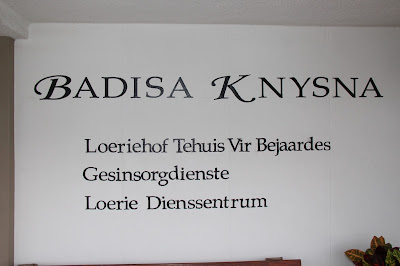 BADISA KNYSNA
Loeriehof Tehuis Vir Bejaardes
Gesinsorgdienste
Loerie Dienssentrum